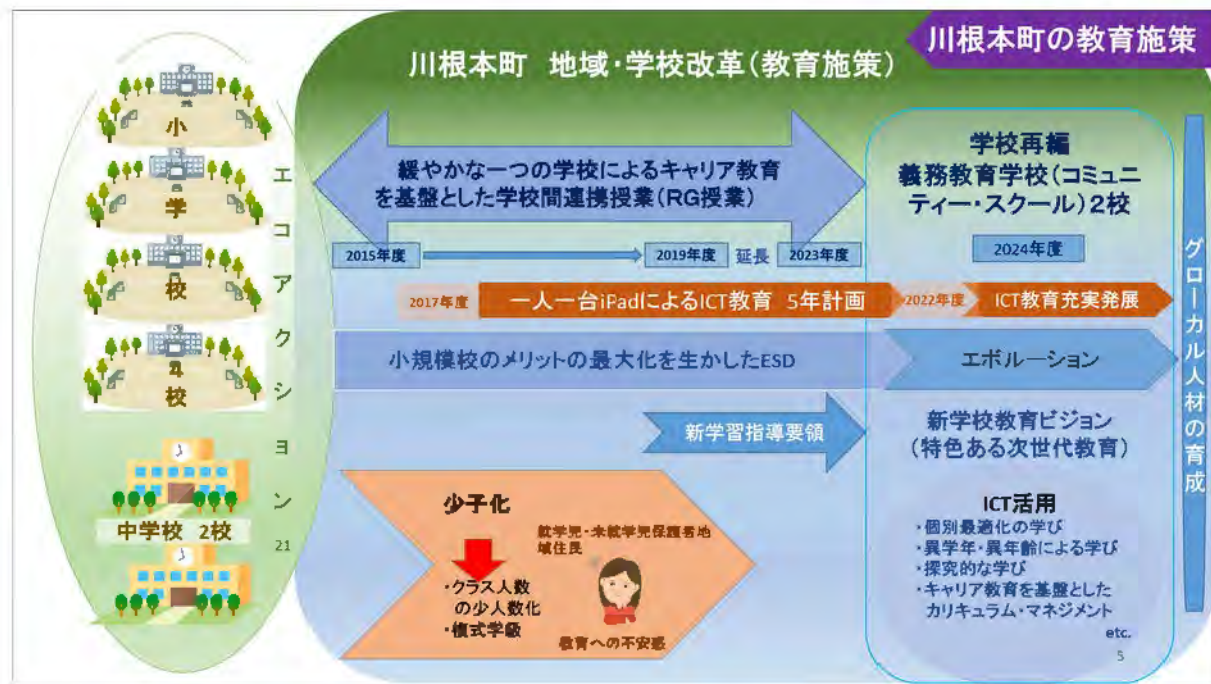 川根本町の教育施策
川根本町 地域・学校改革(教育施策)
小
学
校
4
校
中学校 2校
エコアクション
21
緩やかな一つの学校によるキャリア教育
を基盤とした学校間連携授業(RG授業)
2015年度
2019年度
延長
2023年度
学校再編
義務教育学校(コミュニ
ティー・スクール)2校
2024年度
2017年度
一人一台iPadによるICT教育 5年計画
2022年度
ICT教育充実発展
小規模校のメリットの最大化を生かしたESD
エボルーション
新学習指導要領
新学校教育ビジョン
(特色ある次世代教育)
少子化
・クラス人数
の少人数化
・複式学級
就学児・未就学児保護者地
域住民
教育への不安感
ICT活用
・個別最適化の学び
・異学年・異年齢による学び
・探究的な学び
・キャリア教育を基盤とした
カリキュラム・マネジメント
etc.
グローカル人材の育成
5